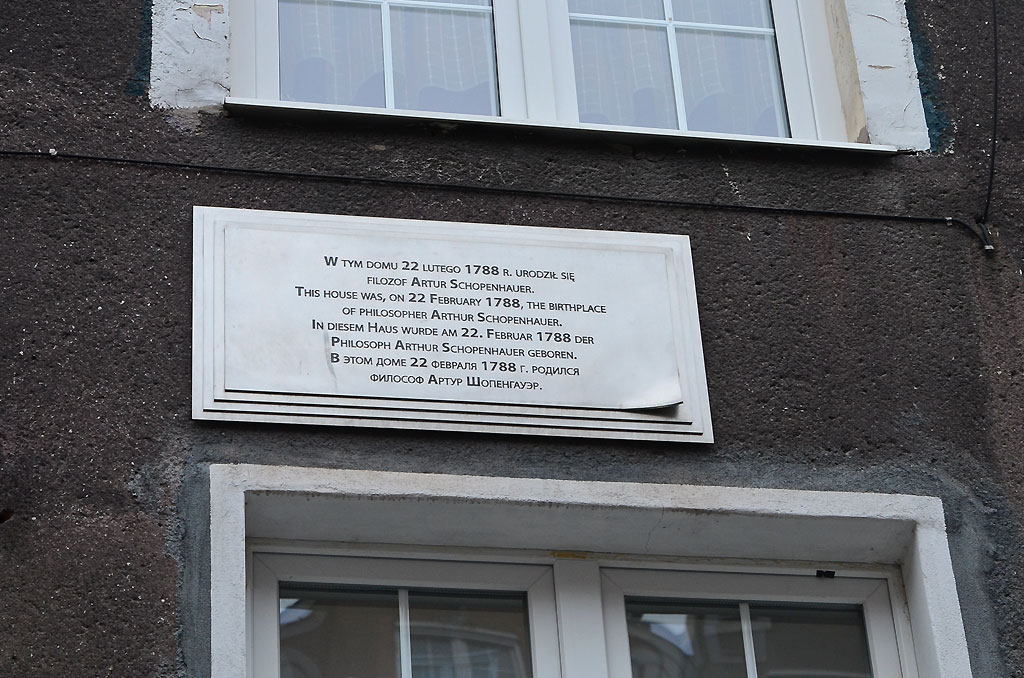 W TYM DOMU 22 LUTEGO 1788 R. URODZIŁ SIĘ
FILOZOF ARTUR SCHOPENHAUER.
THIS HOUSE WAS, ON 22 FEBRUARY 1788, THE BIRTHPLACE
OF PHILOSOPHER ARTHUR SCHOPENHAUER.
IN DIESEM HAUS WURDE AM 22. FEBRUAR 1788 DER
PHILOSOPH ARTHUR SCHOPENHAUER GEBOREN.
В ЭТОМ ДОМЕ 22 ФЕВРАЛЯ 1788 Г. РОДИЛСЯ
ФИЛОСОФ АРТУР ШОПЕНГАУЭР.